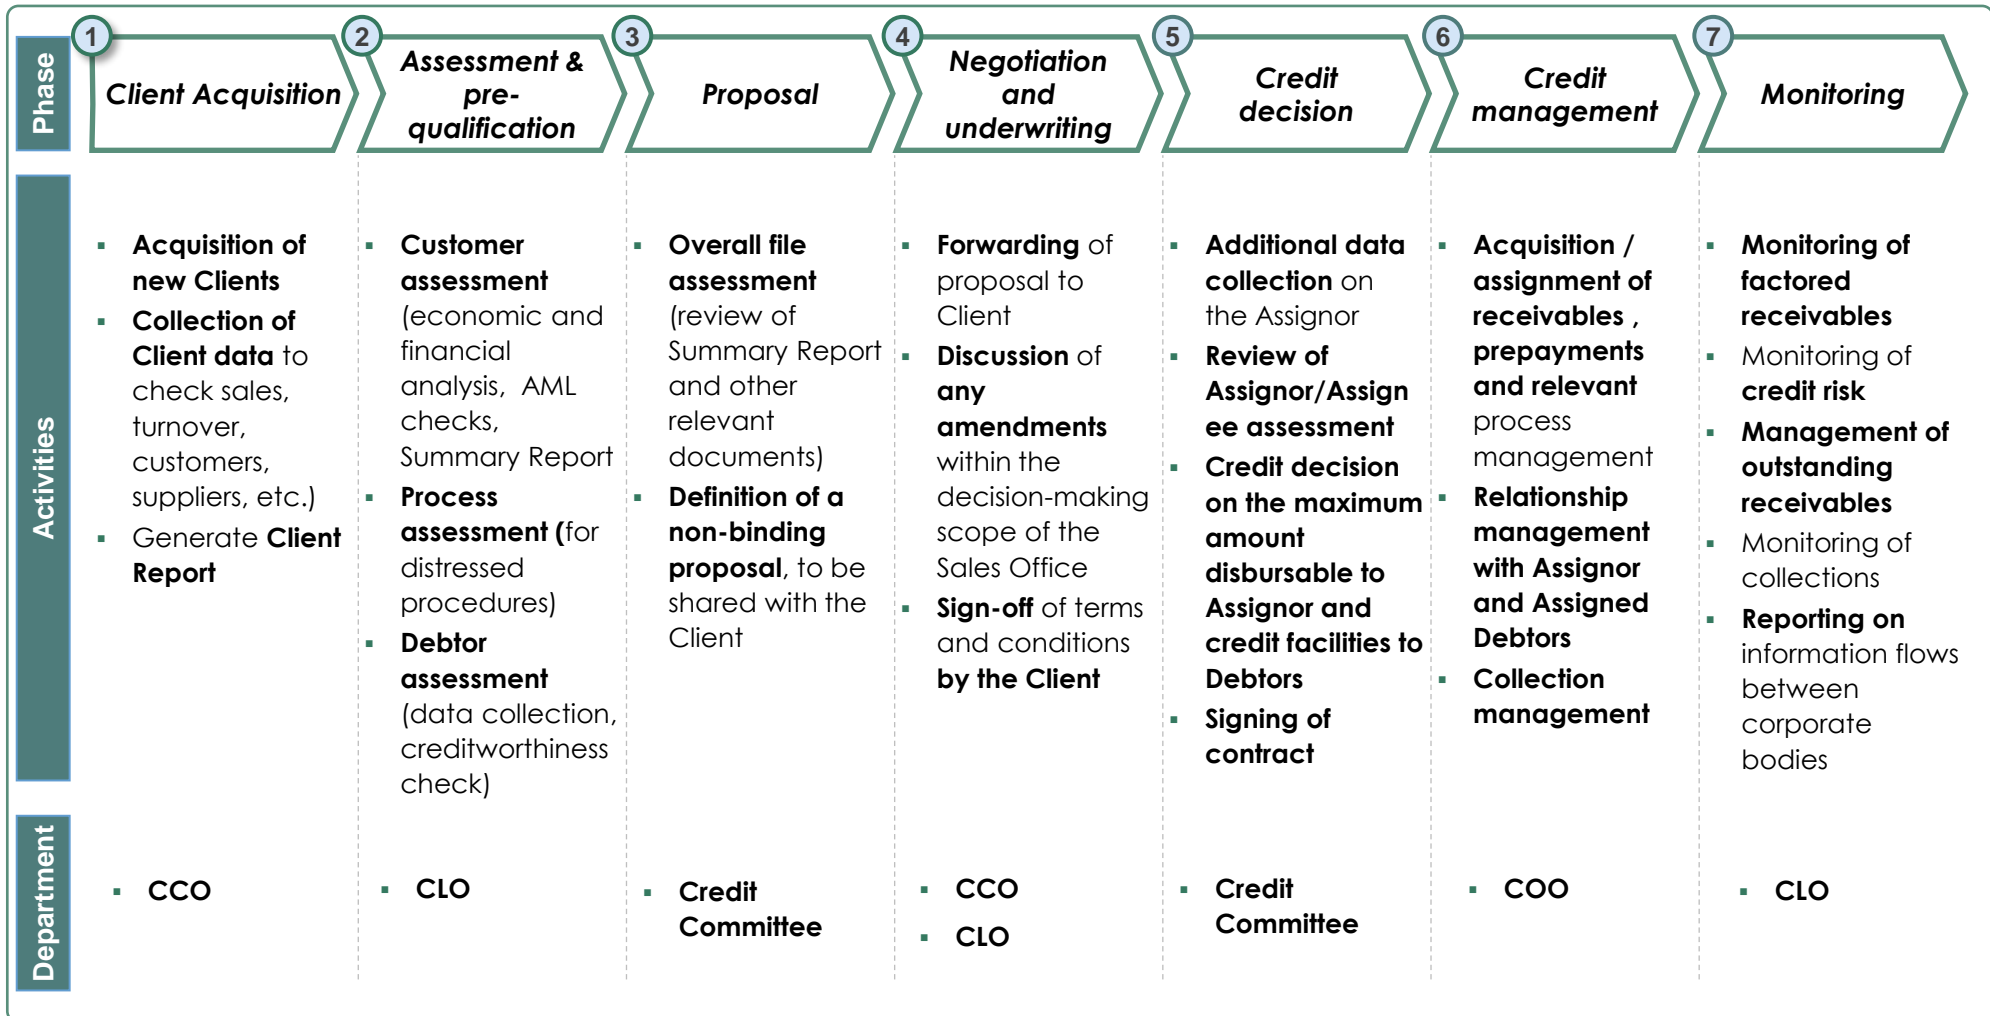 Phase
1
Client Acquisition
2
Assessment &
pre-
qualification
3
Proposal
4
Negotiation
and
underwriting
5
Credit
decision
6
Credit
management
7
Monitoring
Activities
▪ Acquisition of
new Clients
▪ Collection of
Client data to
check sales,
turnover,
customers,
suppliers, etc.)
▪ Generate Client
Report
▪ Customer
assessment
(economic and
financial
analysis, AML
checks,
Summary Report
▪ Process
assessment (for
distressed
procedures)
▪ Debtor
assessment
(data collection,
creditworthiness
check)
▪ Overall file
assessment
(review of
Summary Report
and other
relevant
documents)
▪ Definition of a
non-binding
proposal, to be
shared with the
Client
▪ Forwarding of
proposal to
Client
▪ Discussion of
any
amendments
within the
decision-making
scope of the
Sales Office
▪ Sign-off of terms
and conditions
by the Client
▪ Additional data
collection on
the Assignor
▪ Review of
Assignor/Assign
ee assessment
▪ Credit decision
on the maximum
amount
disbursable to
Assignor and
credit facilities to
Debtors
▪ Signing of
contract
▪ Acquisition /
assignment of
receivables ,
prepayments
and relevant
process
management
▪ Relationship
management
with Assignor
and Assigned
Debtors
▪ Collection
management
▪ Monitoring of
factored
receivables
▪ Monitoring of
credit risk
▪ Management of
outstanding
receivables
▪ Monitoring of
collections
▪ Reporting on
information flows
between
corporate
bodies
Department
▪ CCO
▪ CLO
▪ Credit
Committee
▪ CCO
▪ CLO
▪ Credit
Committee
▪ COO
▪ CLO